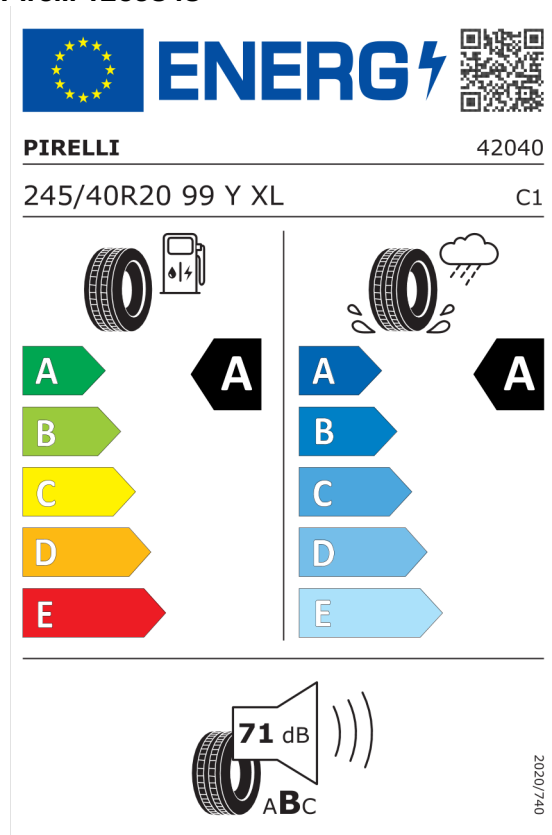 ENERG
PIRELLI
42040
245/40R20 99 Y XL
C1
A
A
B
C
D
E
A
A
B
C
D
E
71 dB
ABC
2020/740